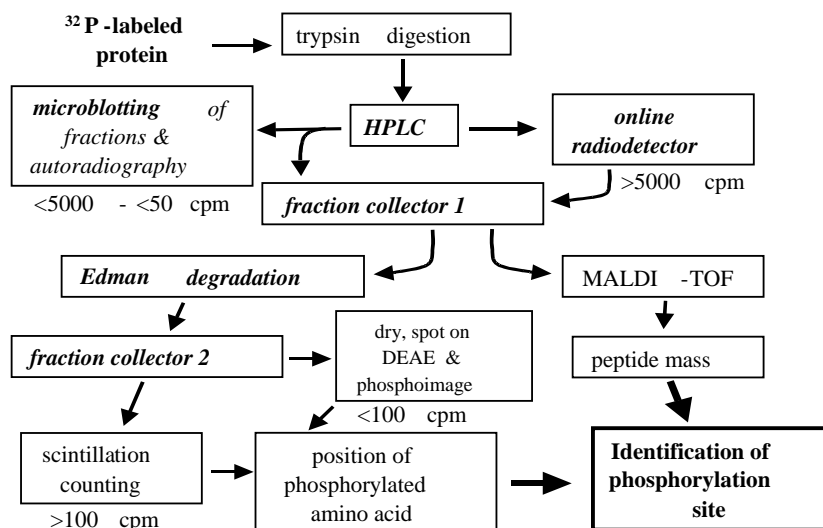 32 P -labeled
protein
trypsin digestion
microblotting of
fractions &
autoradiography
HPLC
online
radiodetector
<5000 - <50 cpm
>5000 cpm
fraction collector 1
Edman degradation
MALDI -TOF
fraction collector 2
dry, spot on
DEAE &
phosphoimage
peptide mass
<100 cpm
scintillation
counting
position of
phosphorylated
amino acid
Identification of
phosphorylation
site
>100 cpm